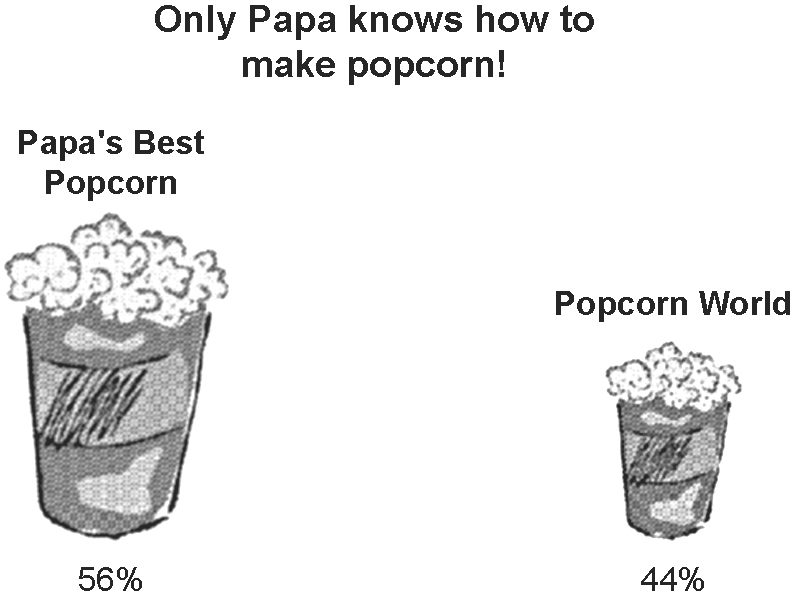 Only Papa knows how to
make popcorn!
Papa's Best
Popcorn
Popcorn World
56%
44%